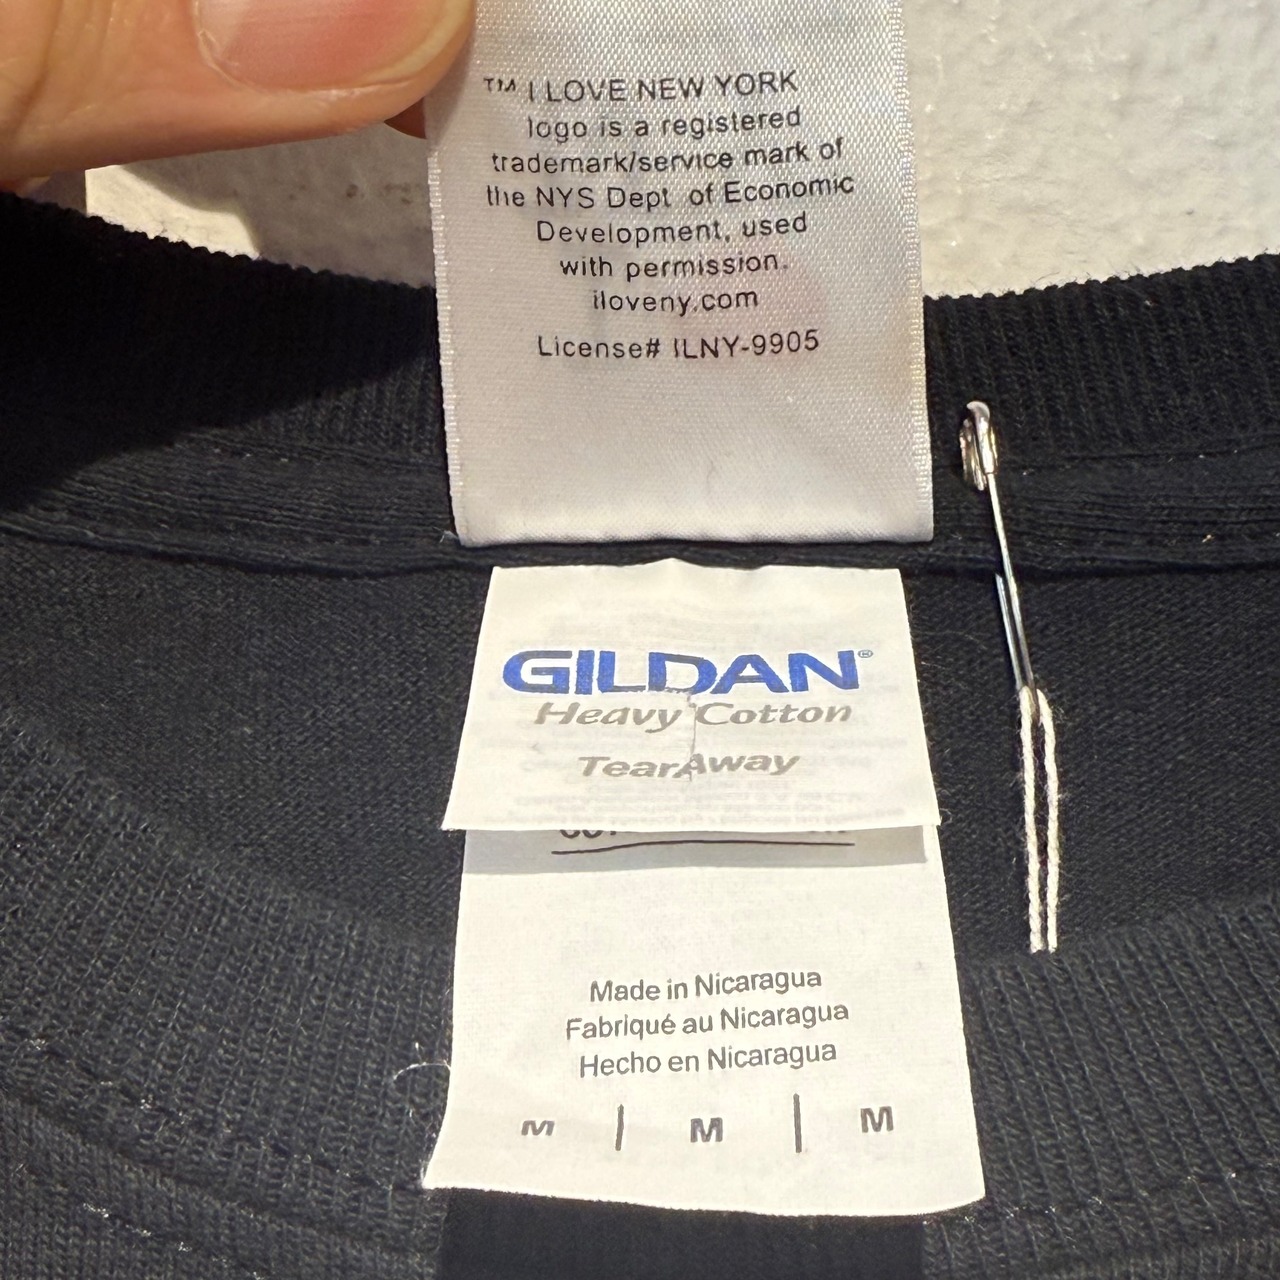 ™ I LOVE NEW YORK
logo is a registered
trademark/service mark of
the NYS Dept. of Economic
Development, used
with permission.
iloveny.com
License# ILNY-9905
GILDAN®
Heavy Cotton
TearAway
Made in Nicaragua
Fabriqué au Nicaragua
Hecho en Nicaragua
M | M | M